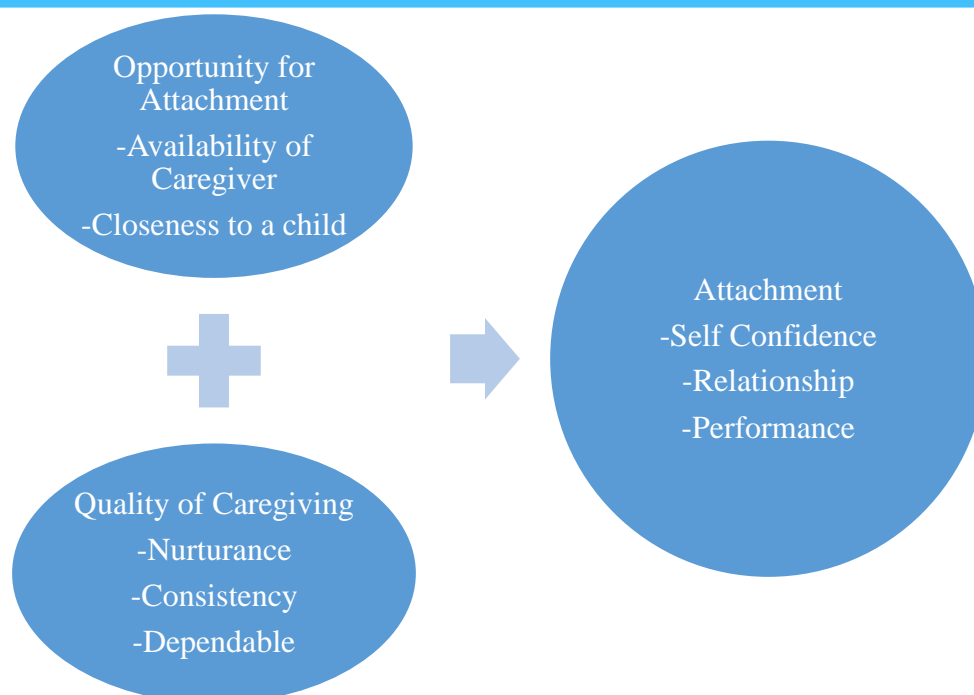 Opportunity for
Attachment
-Availability of
Caregiver
-Closeness to a child
Quality of Caregiving
-Nurturance
-Consistency
-Dependable
Attachment
-Self Confidence
-Relationship
-Performance